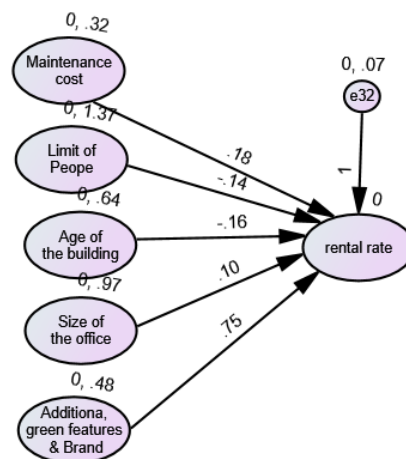 0, .32
Maintenance
cost
0, 1.37
Limit of
Peope
0, .64
Age of
the building
0, .97
Size of
the office
0, .48
Additiona,
green features
& Brand
.18
-.14
-.16
.10
.75
0, .07
e32
1
0
rental rate